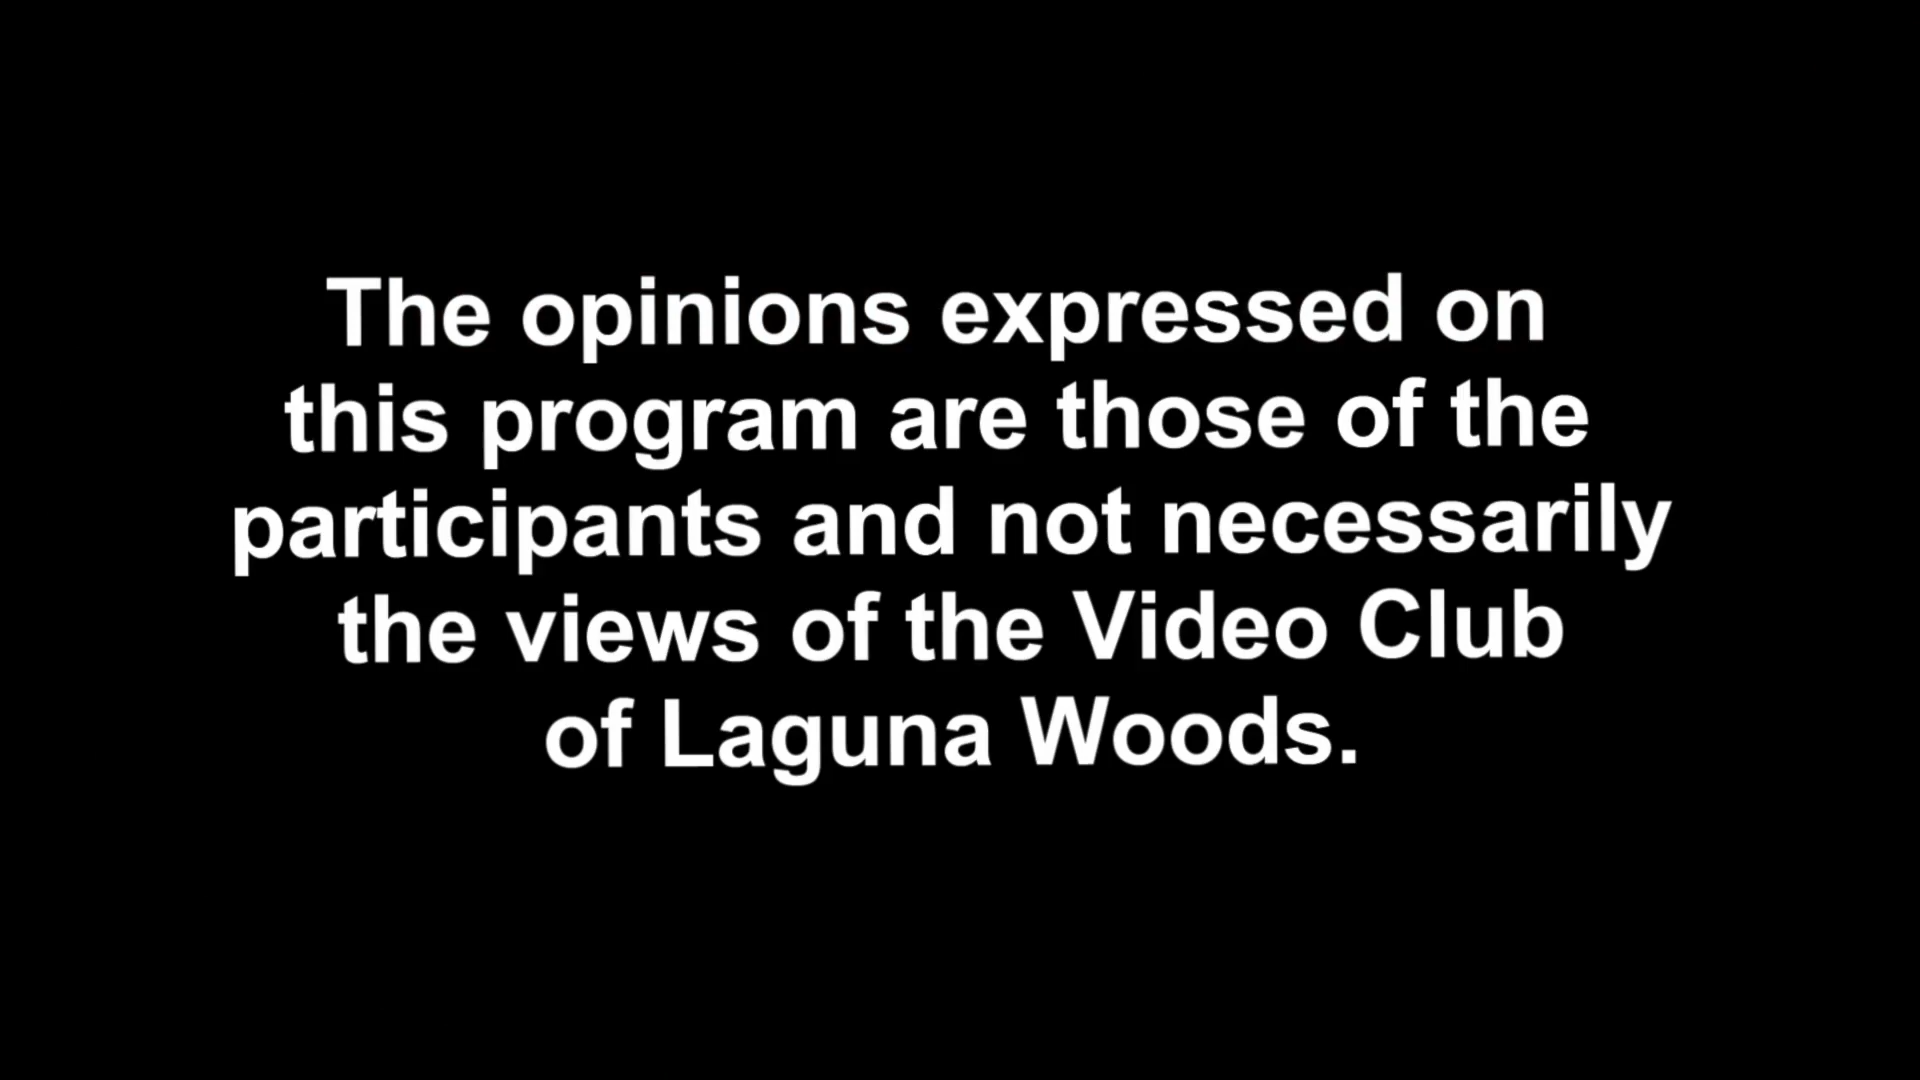 The opinions expressed on
this program are those of the
participants and not necessarily
the views of the Video Club
of Laguna Woods.